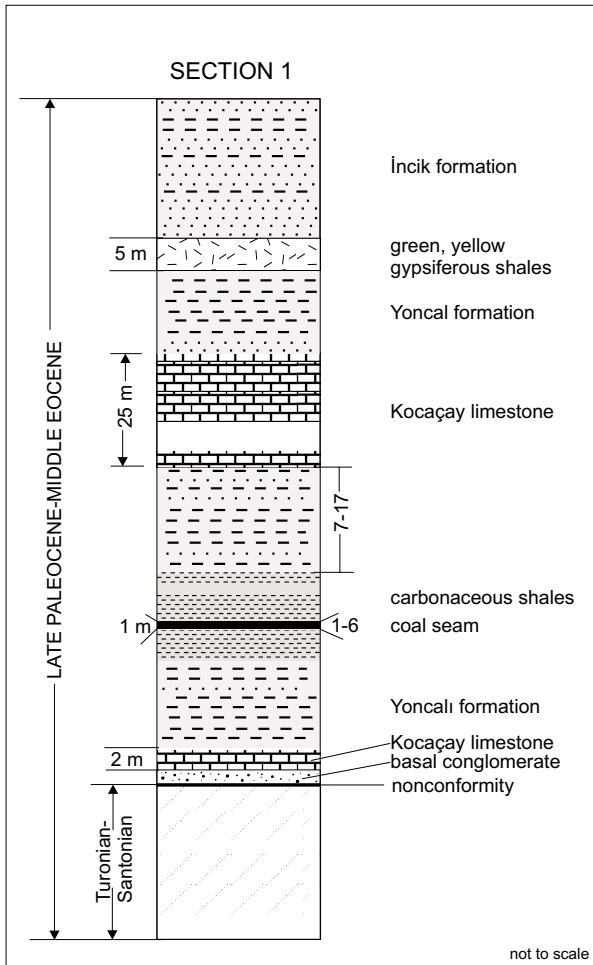 SECTION 1
İncik formation
5 m
green, yellow
gypsiferous shales
Yoncal formation
25 m
Kocaçay limestone
LATE PALEOCENE-MIDDLE EOCENE
7-17
carbonaceous shales
1 m
1-6
coal seam
Yoncalı formation
Kocaçay limestone
2 m
basal conglomerate
nonconformity
Turonian-
Santonian
not to scale